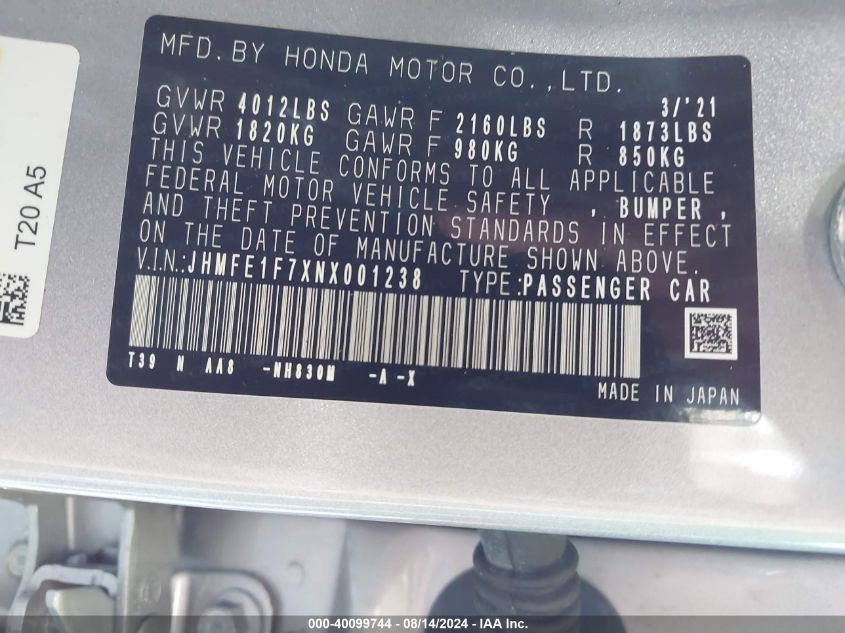 MFD. BY HONDA MOTOR CO., LTD.
3/'21
GVWR 4012LBS GAWR F 2160LBS R 1873LBS
GVWR 1820KG GAWR F 980KG R 850KG
THIS VEHICLE CONFORMS TO ALL APPLICABLE
FEDERAL MOTOR VEHICLE SAFETY , BUMPER ,
AND THEFT PREVENTION STANDARDS IN EFFECT
ON THE DATE OF MANUFACTURE SHOWN ABOVE.
V.I.N.:JHMFE1F7XNX001238 TYPE:PASSENGER CAR
T39 N AA8 -NH830M -A -X
MADE IN JAPAN
T20 A5
000-40099744 - 08/14/2024 - IAA Inc.